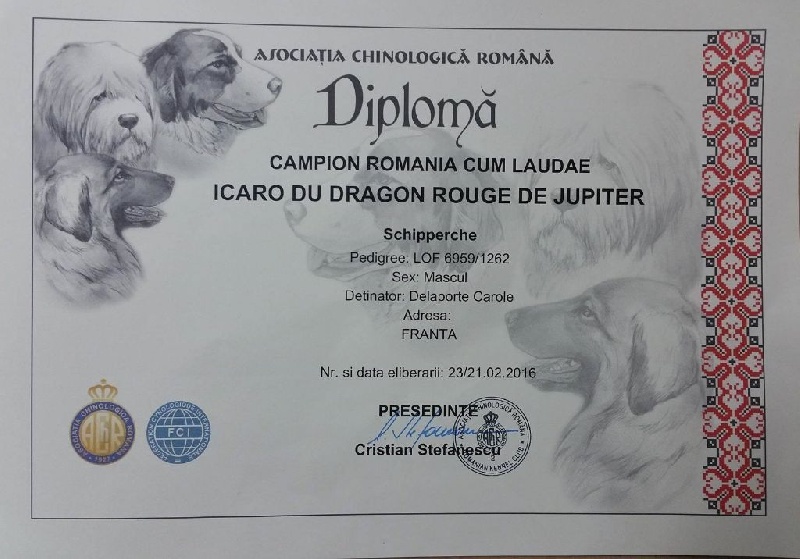 ASOCIAȚIA CHINOLOGICĂ ROMÂNĂ
Diplomă
CAMPION ROMANIA CUM LAUDAE
ICARO DU DRAGON ROUGE DE JUPITER
Schipperche
Pedigree: LOF 6959/1262
Sex: Mascul
Detinator: Delaporte Carole
Adresa:
FRANTA
Nr. si data eliberarii: 23/21.02.2016
PRESEDINTE
Cristian Stefanescu
FCI